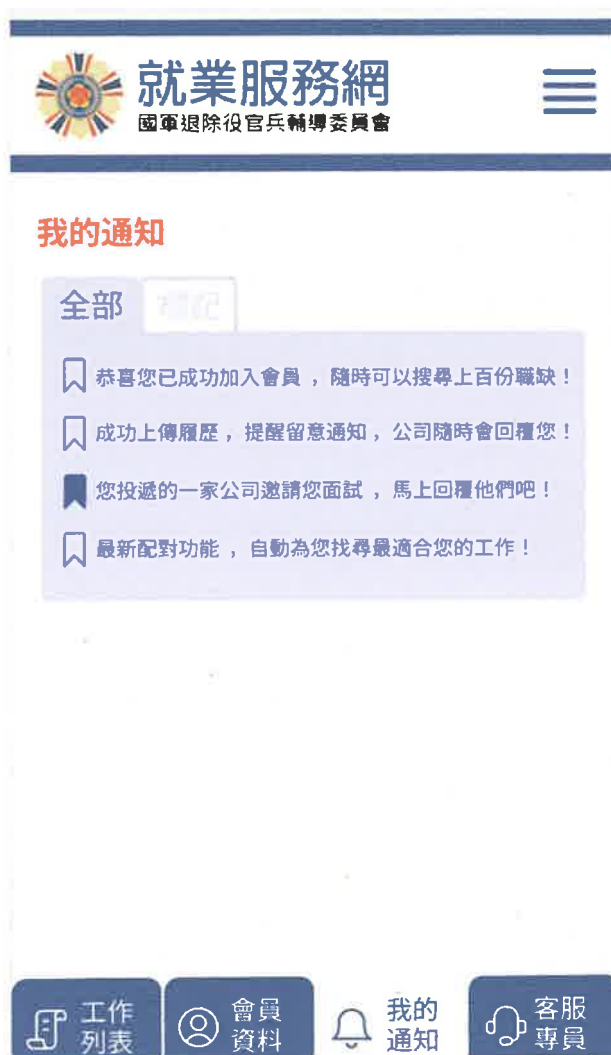 就業服務網
國軍退除役官兵輔導委員會
我的通知
全部
恭喜您已成功加入會員，隨時可以搜尋上百份職缺！
成功上傳履歷，提醒留意通知，公司隨時會回覆您！
您投遞的一家公司邀請您面試，馬上回覆他們吧！
最新配對功能，自動為您找尋最適合您的工作！
工作
列表
會員
資料
我的
通知
客服
專員